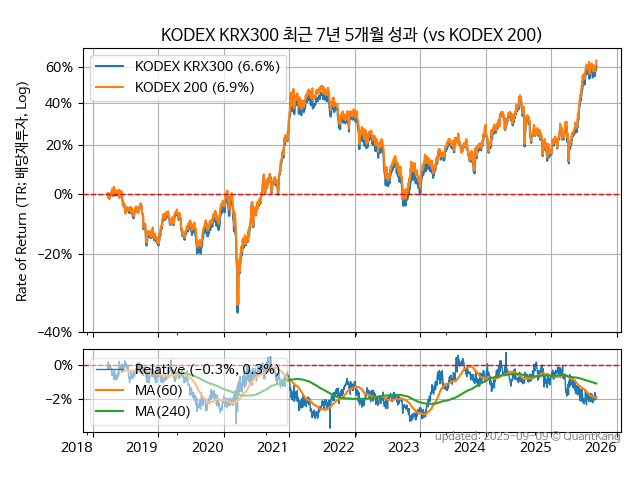 KODEX KRX300 최근 7년 5개월 성과 (vs KODEX 200)
Rate of Return (TR: 배당재투자, Log)
60%
40%
20%
0%
−20%
−40%
KODEX KRX300 (6.6%)
KODEX 200 (6.9%)
0%
−2%
Relative (−0.3%, 0.3%)
MA(60)
MA(240)
updated: 2025-09-09 © QuantKang
2018 2019 2020 2021 2022 2023 2024 2025 2026